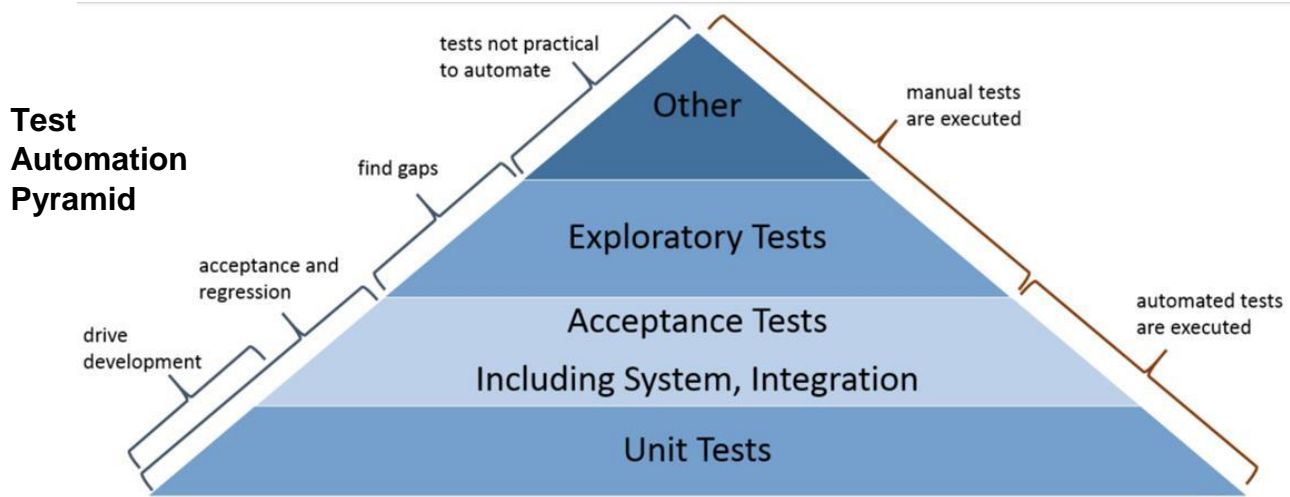 Test
Automation
Pyramid
tests not practical
to automate
find gaps
acceptance and
regression
drive
development
Other
Exploratory Tests
Acceptance Tests
Including System, Integration
Unit Tests
manual tests
are executed
automated tests
are executed